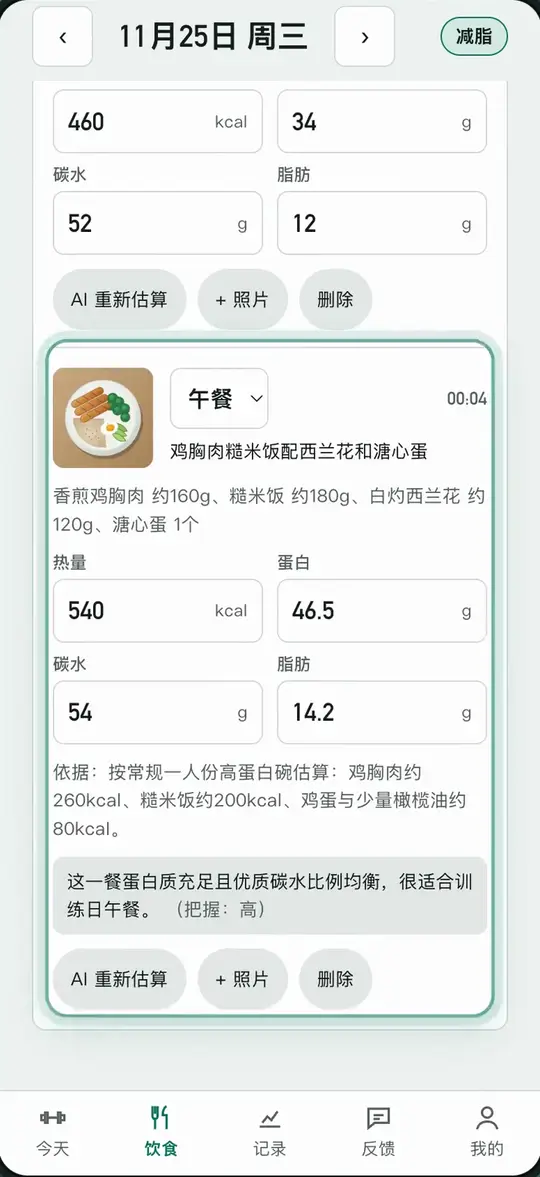 ‹ 11月25日 周三 › 减脂
460 kcal 34 g
碳水 脂肪
52 g 12 g
AI 重新估算 + 照片 删除
午餐 00:04
鸡胸肉糙米饭配西兰花和溏心蛋
香煎鸡胸肉 约160g、糙米饭 约180g、白灼西兰花 约
120g、溏心蛋 1个
热量 蛋白
540 kcal 46.5 g
碳水 脂肪
54 g 14.2 g
依据：按常规一人份高蛋白碗估算：鸡胸肉约
260kcal、糙米饭约200kcal、鸡蛋与少量橄榄油约
80kcal。
这一餐蛋白质充足且优质碳水比例均衡，很适合训
练日午餐。（把握：高）
AI 重新估算 + 照片 删除
今天 饮食 记录 反馈 我的